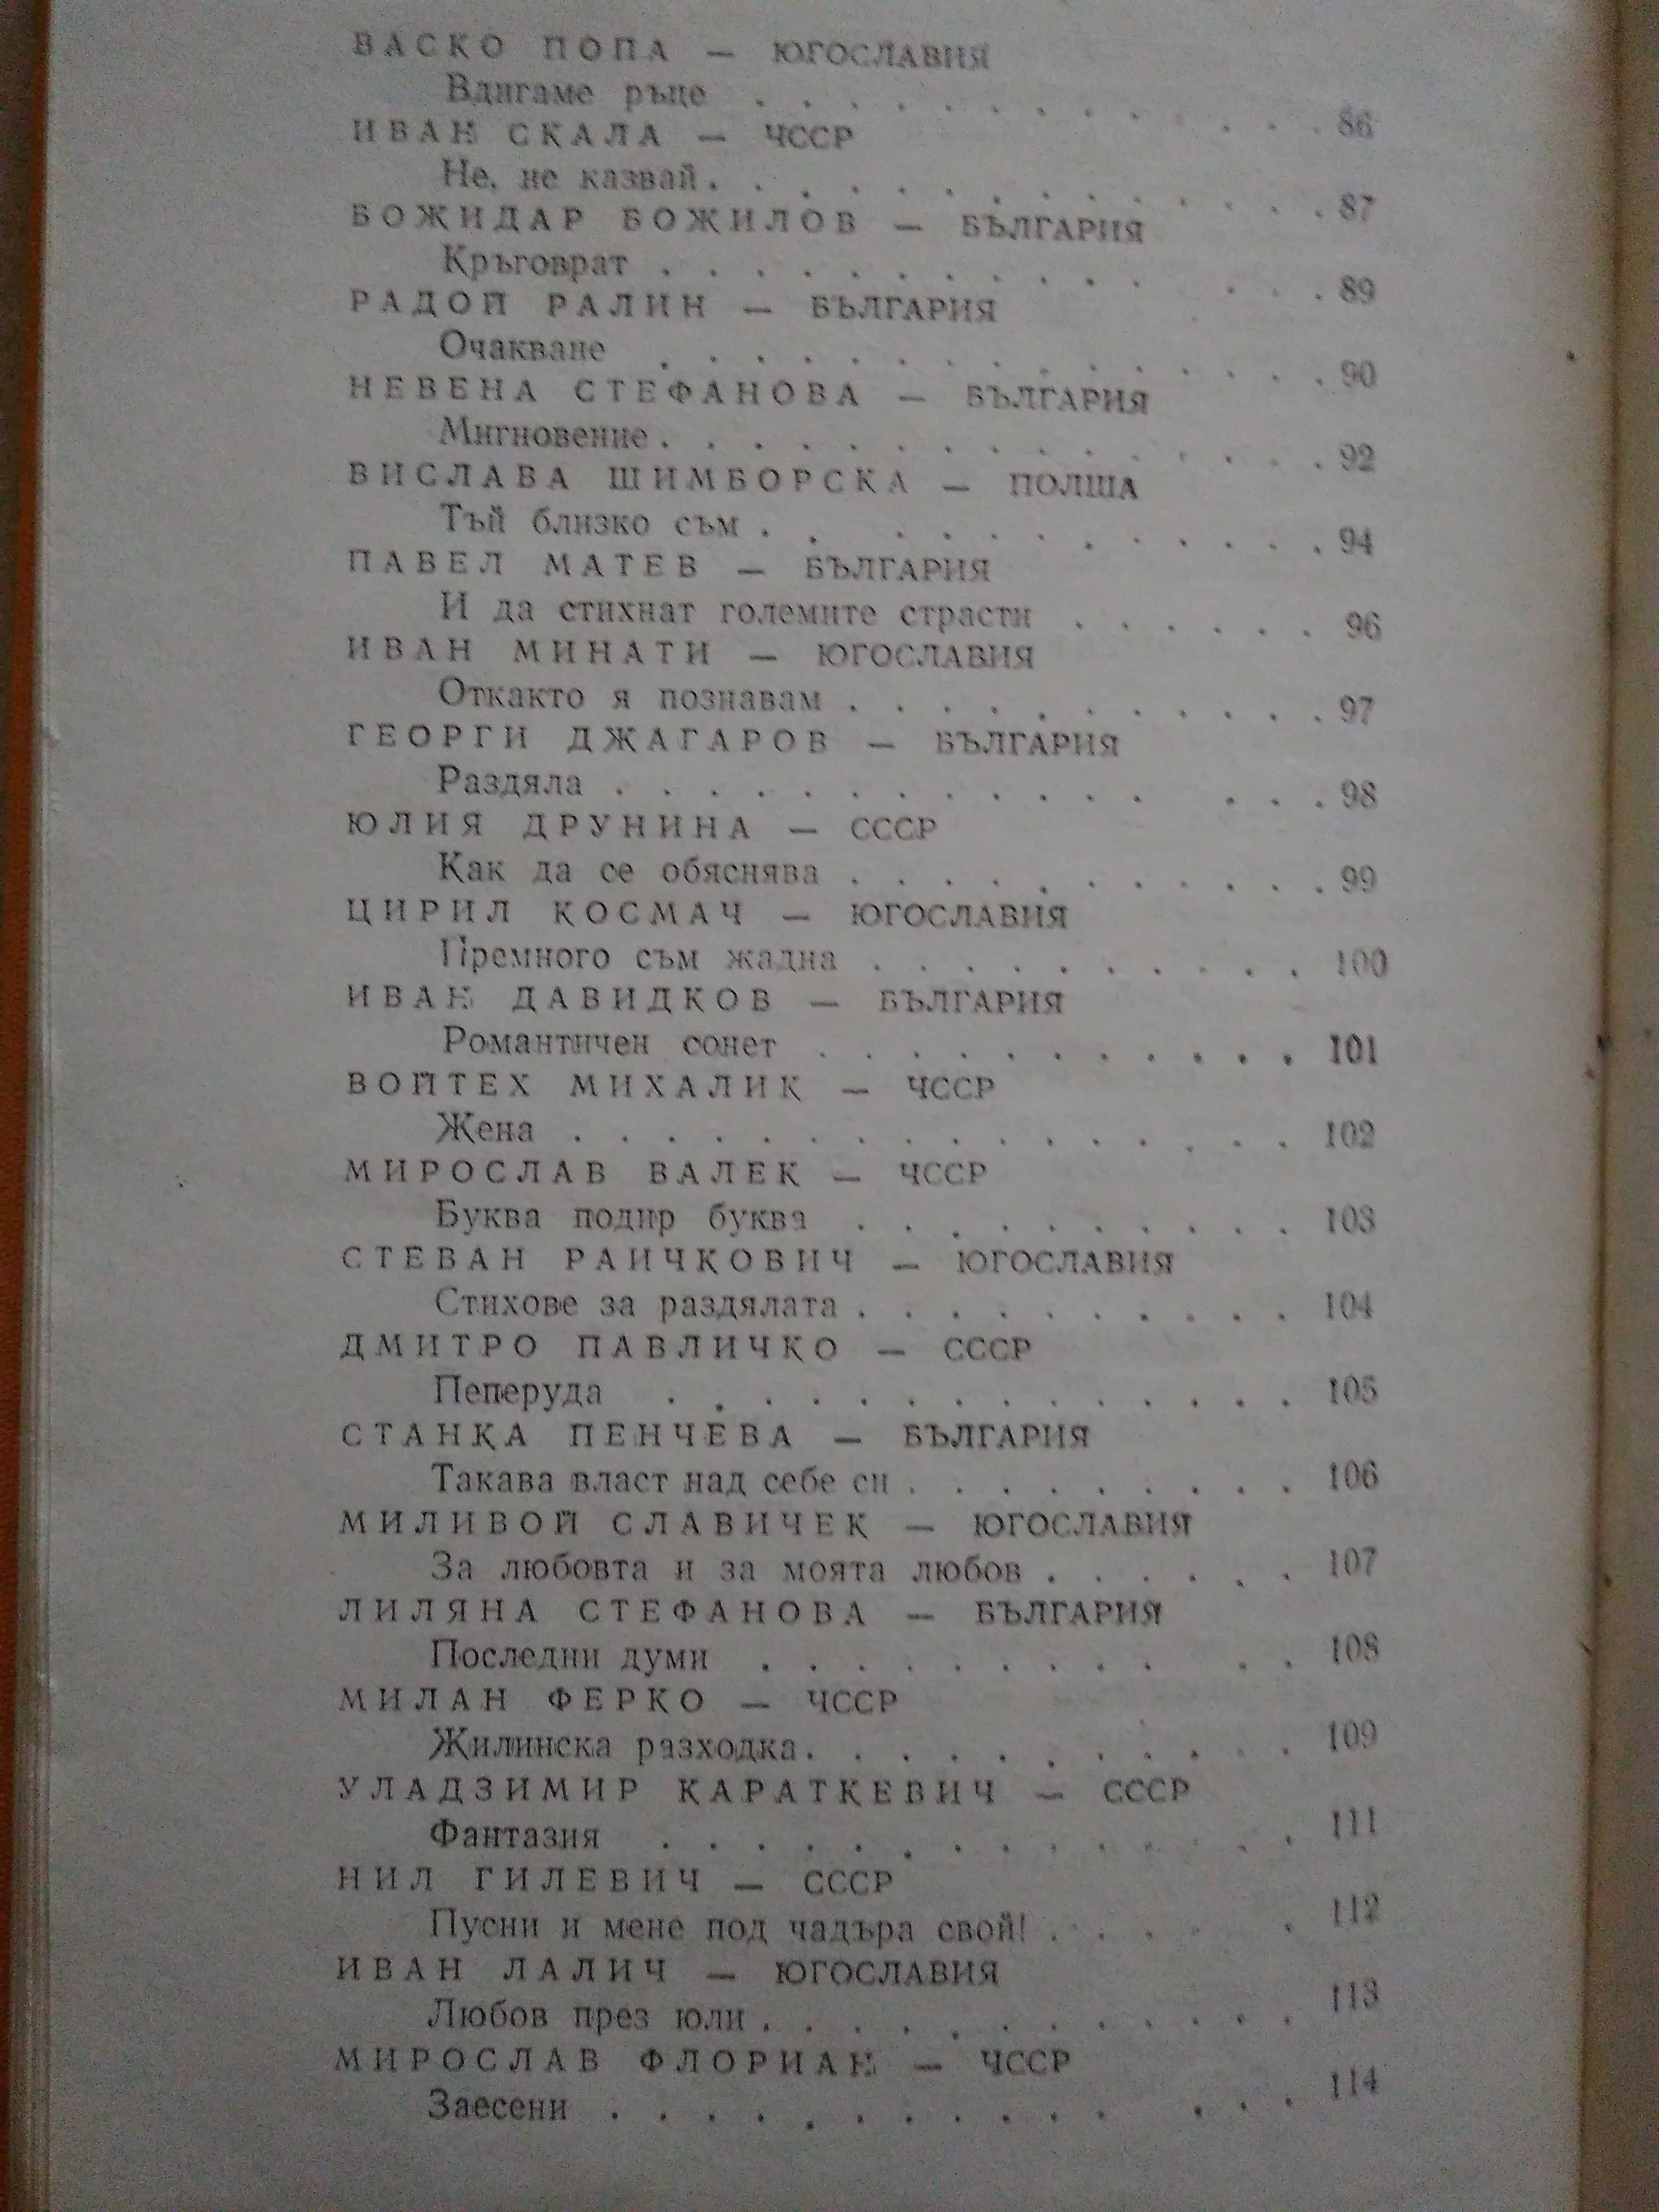 ВАСКО ПОПА — ЮГОСЛАВИЯ
Вдигаме ръце . . . . . . . . . . . . 86
ИВАН СКАЛА — ЧССР
Не, не казвай . . . . . . . . . . . . 87
БОЖИДАР БОЖИЛОВ — БЪЛГАРИЯ
Кръговрат . . . . . . . . . . . . . . 89
РАДОЙ РАЛИН — БЪЛГАРИЯ
Очакване . . . . . . . . . . . . . . 90
НЕВЕНА СТЕФАНОВА — БЪЛГАРИЯ
Мигновение . . . . . . . . . . . . . 92
ВИСЛАВА ШИМБОРСКА — ПОЛША
Тъй близко съм . . . . . . . . . . . 94
ПАВЕЛ МАТЕВ — БЪЛГАРИЯ
И да стихнат големите страсти . . . . . . 96
ИВАН МИНАТИ — ЮГОСЛАВИЯ
Откакто я познавам . . . . . . . . . . . 97
ГЕОРГИ ДЖАГАРОВ — БЪЛГАРИЯ
Раздяла . . . . . . . . . . . . . . . 98
ЮЛИЯ ДРУНИНА — СССР
Как да се обяснява . . . . . . . . . . . 99
ЦИРИЛ КОСМАЧ — ЮГОСЛАВИЯ
Премного съм жадна . . . . . . . . . . 100
ИВАН ДАВИДКОВ — БЪЛГАРИЯ
Романтичен сонет . . . . . . . . . . . 101
ВОЙТЕХ МИХАЛИК — ЧССР
Жена . . . . . . . . . . . . . . . . 102
МИРОСЛАВ ВАЛЕК — ЧССР
Буква подир буква . . . . . . . . . . 103
СТЕВАН РАИЧКОВИЧ — ЮГОСЛАВИЯ
Стихове за раздялата . . . . . . . . . . 104
ДМИТРО ПАВЛИЧКО — СССР
Пеперуда . . . . . . . . . . . . . . 105
СТАНКА ПЕНЧЕВА — БЪЛГАРИЯ
Такава власт над себе си . . . . . . . . . 106
МИЛИВОЙ СЛАВИЧЕК — ЮГОСЛАВИЯ
За любовта и за моята любов . . . . . . 107
ЛИЛЯНА СТЕФАНОВА — БЪЛГАРИЯ
Последни думи . . . . . . . . . . . 108
МИЛАН ФЕРКО — ЧССР
Жилинска разходка . . . . . . . . . . . 109
УЛАДЗИМИР КАРАТКЕВИЧ — СССР
Фантазия . . . . . . . . . . . . . . 111
НИЛ ГИЛЕВИЧ — СССР
Пусни и мене под чадъра свой! . . . . . 112
ИВАН ЛАЛИЧ — ЮГОСЛАВИЯ
Любов през юли . . . . . . . . . . . . 113
МИРОСЛАВ ФЛОРИАН — ЧССР
Заесени . . . . . . . . . . . . . . 114